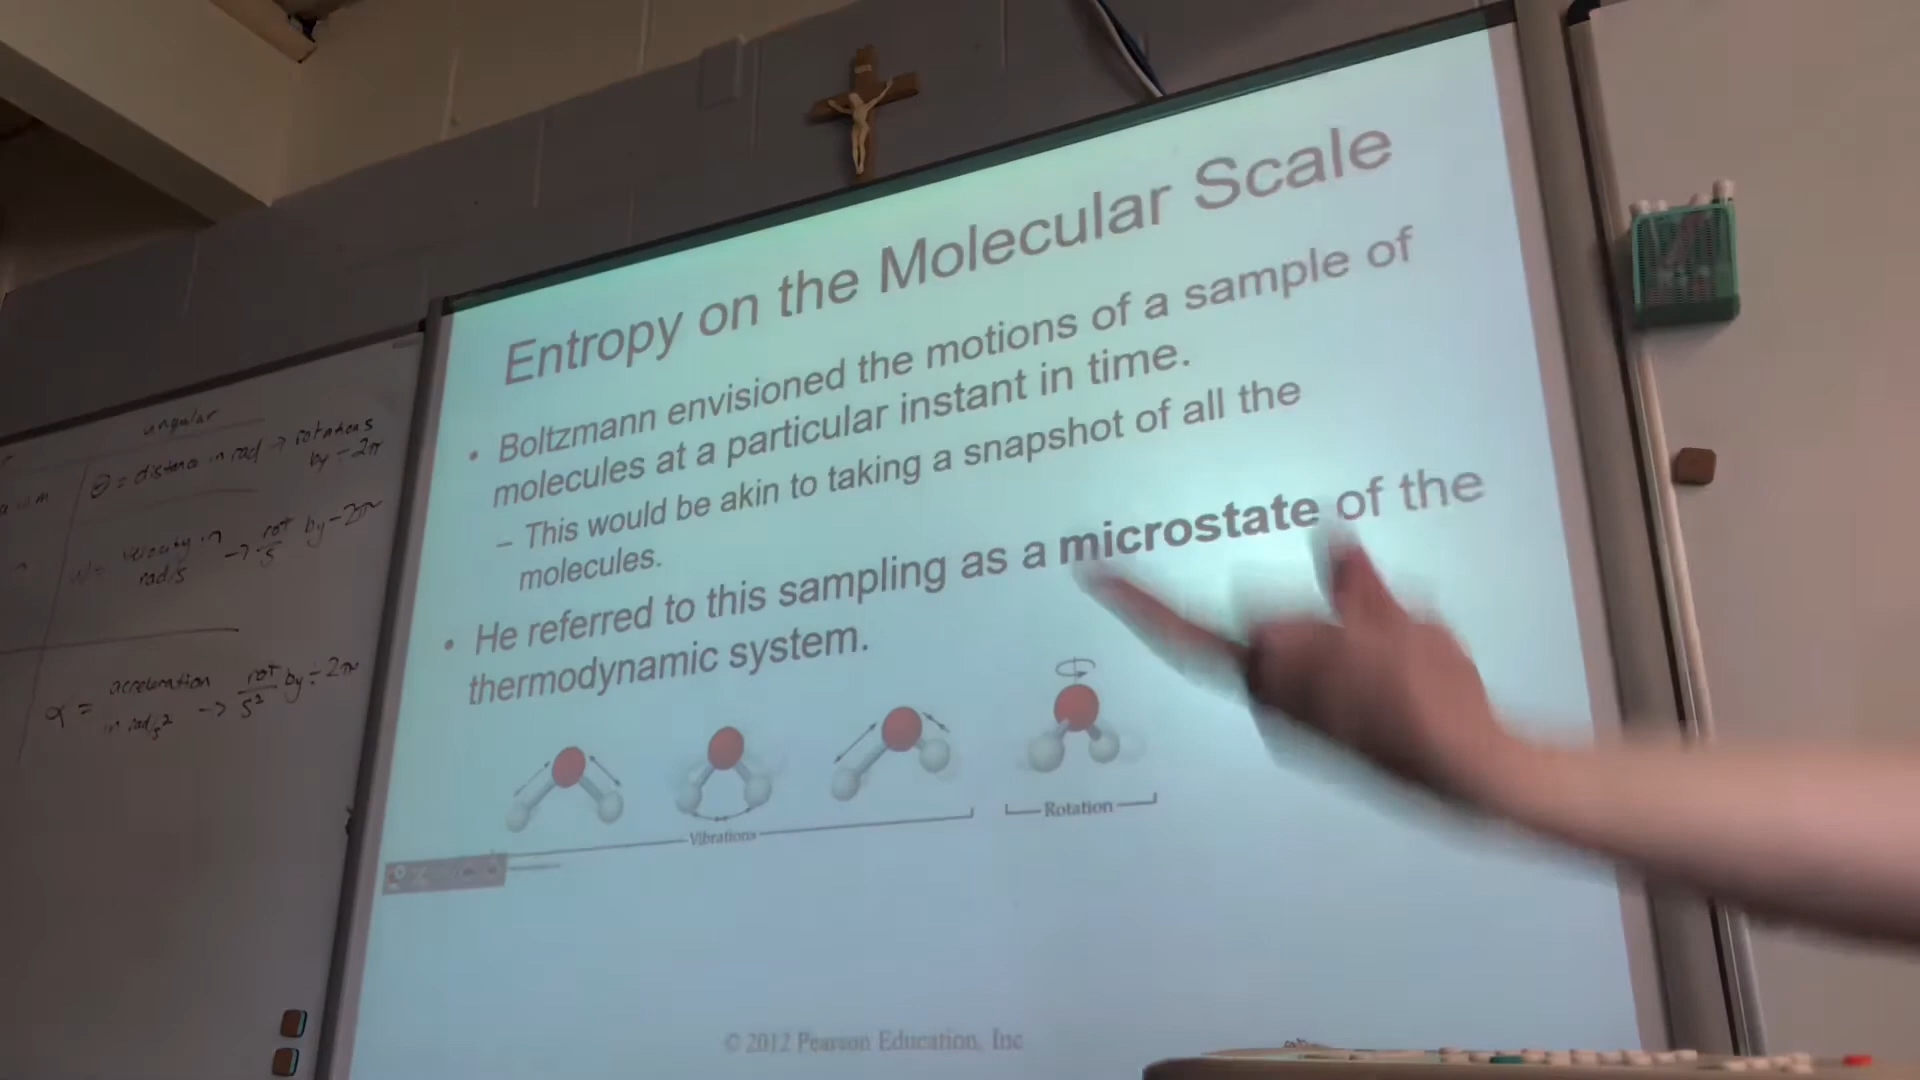 Entropy on the Molecular Scale
• Boltzmann envisioned the motions of a sample of
molecules at a particular instant in time.
– This would be akin to taking a snapshot of all the
molecules.
• He referred to this sampling as a microstate of the
thermodynamic system.
Vibrations
Rotation
© 2012 Pearson Education, Inc
angular
θ = distance in rad → rotations
by ÷ 2π
velocity in
rad/s → rot/s by ÷ 2π
α = acceleration
in rad/s² → rot/s² by ÷ 2π